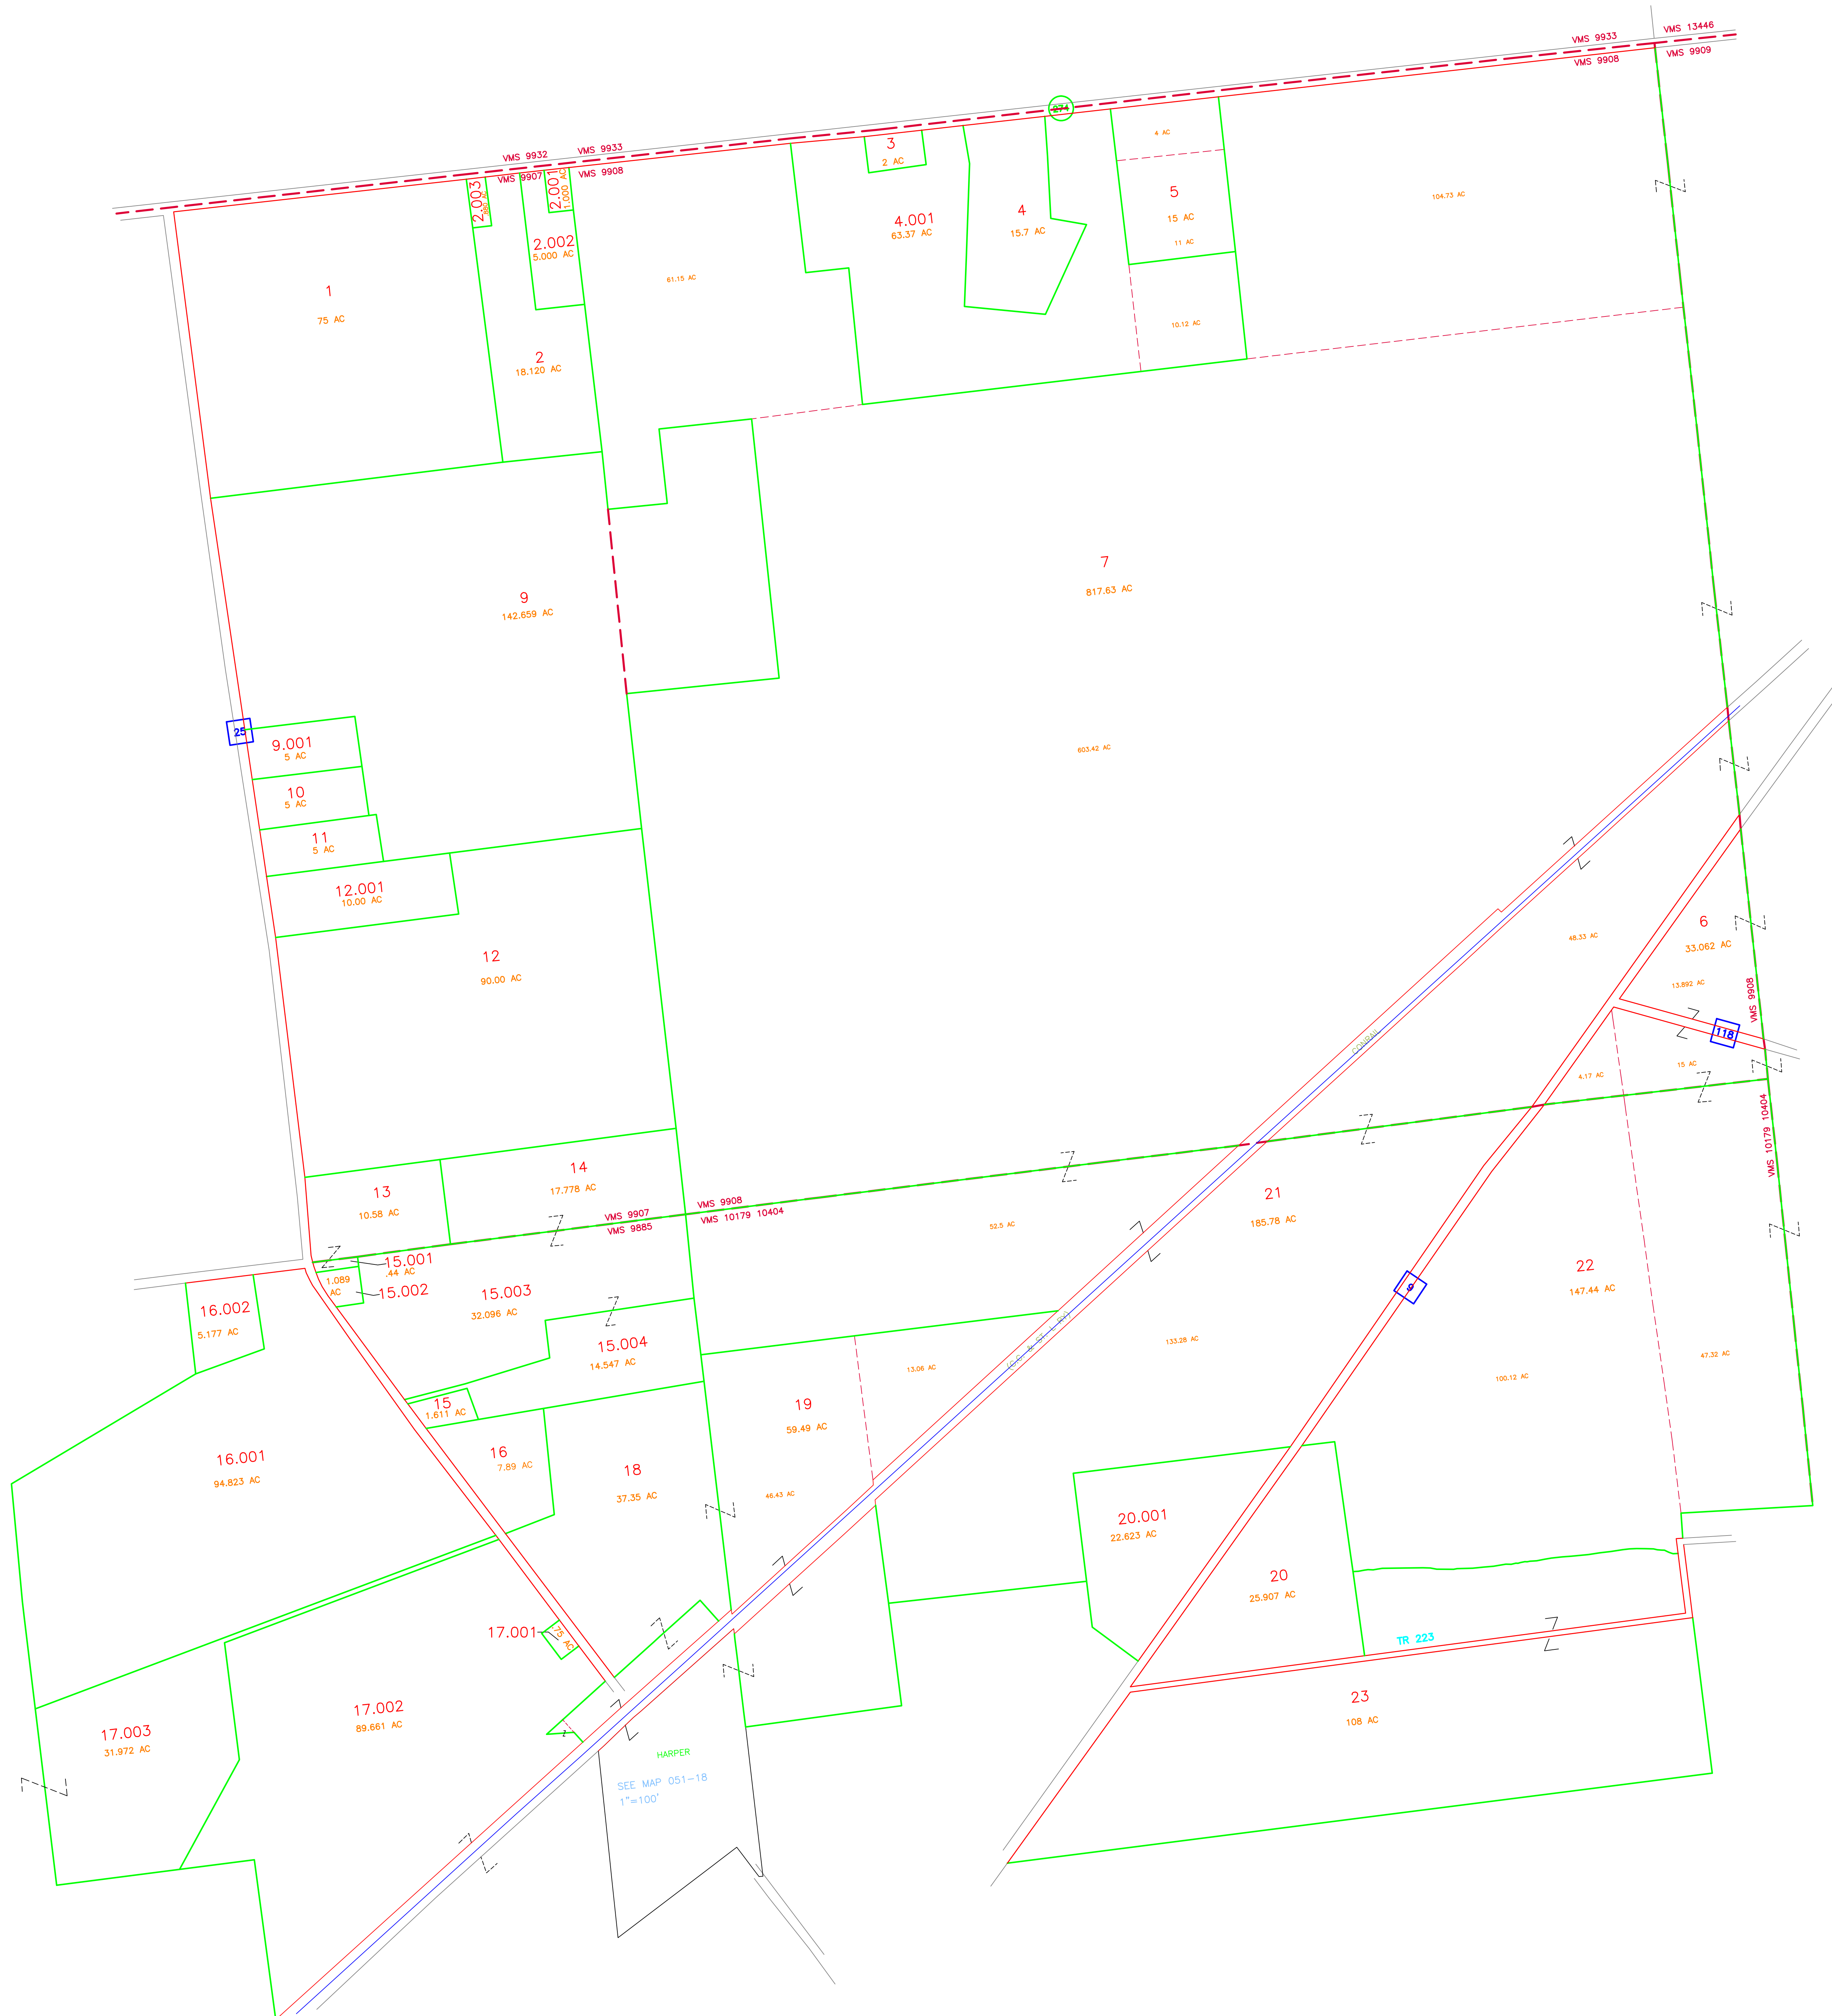 VMS 13446
VMS 9933
VMS 9908
VMS 9909
274
VMS 9932
VMS 9933
VMS 9907
VMS 9908
4 AC
3
2 AC
2.003
2.001
1.000 AC
5
15 AC
11 AC
104.73 AC
4.001
63.37 AC
4
15.7 AC
2.002
5.000 AC
61.15 AC
1
75 AC
10.12 AC
2
18.120 AC
7
817.63 AC
9
142.659 AC
25
9.001
5 AC
603.42 AC
10
5 AC
11
5 AC
12.001
10.00 AC
12
90.00 AC
48.33 AC
6
33.062 AC
13.892 AC
VMS 9908
118
CONRAIL
15 AC
4.17 AC
VMS 10179 10404
14
17.778 AC
13
10.58 AC
VMS 9907
VMS 9908
VMS 9885
VMS 10179 10404
21
185.78 AC
52.5 AC
15.001
.44 AC
1.089
AC
15.002
15.003
32.096 AC
22
147.44 AC
9
16.002
5.177 AC
15.004
14.547 AC
133.28 AC
13.06 AC
47.32 AC
100.12 AC
15
1.611 AC
19
59.49 AC
16.001
94.823 AC
16
7.89 AC
18
37.35 AC
46.43 AC
20.001
22.623 AC
20
25.907 AC
17.001
.75 AC
TR 223
17.002
89.661 AC
17.003
31.972 AC
23
108 AC
HARPER
SEE MAP 051-18
1"=100'